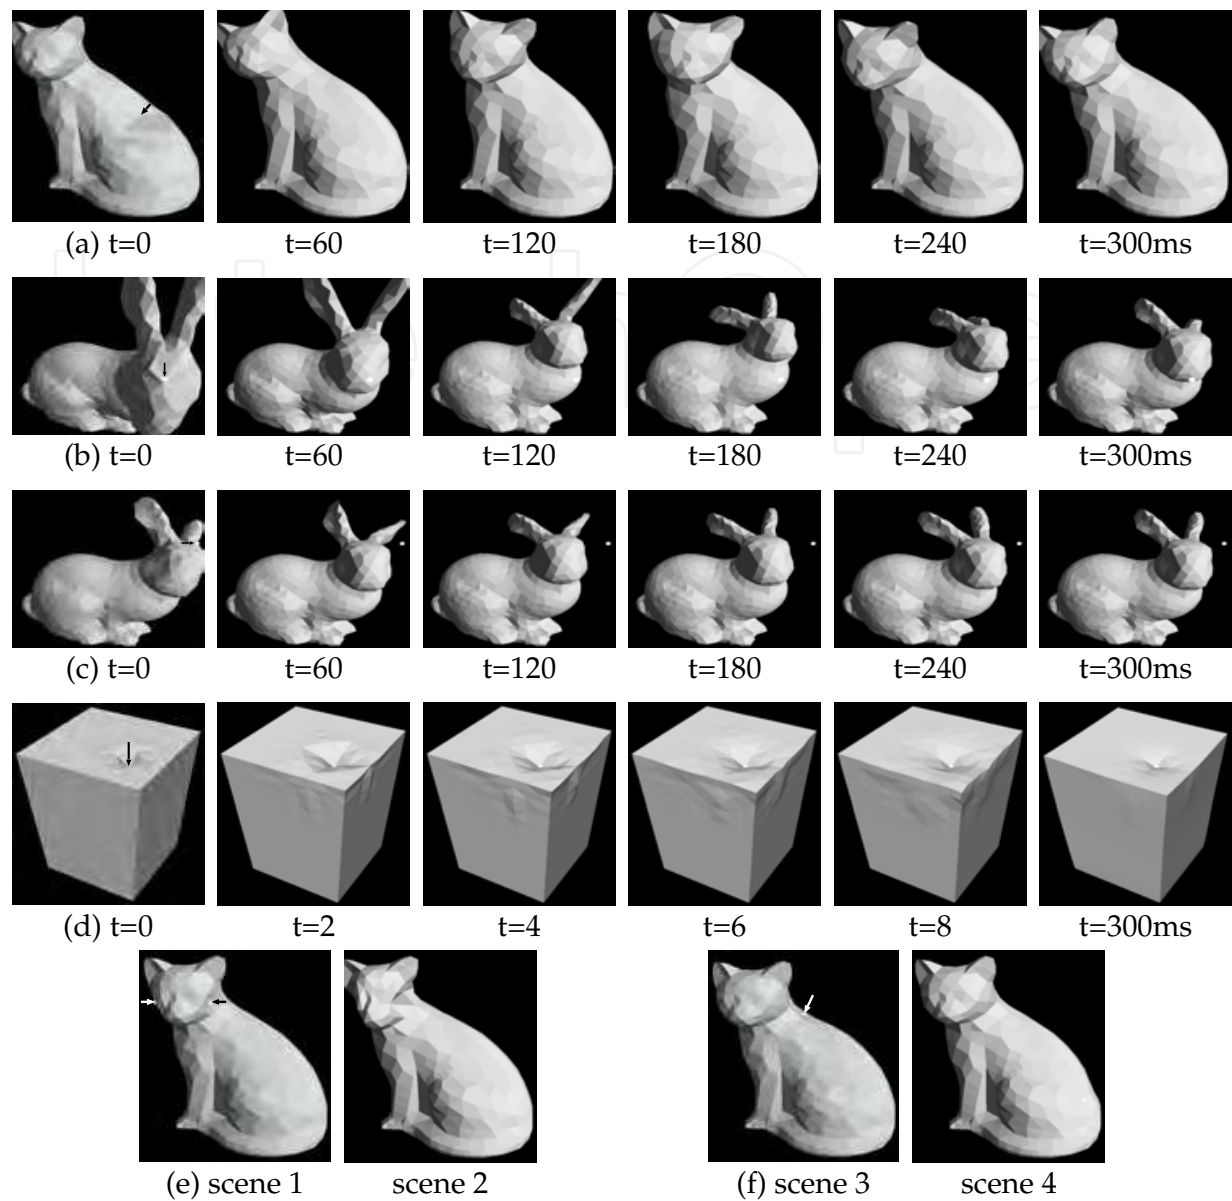 (a) t=0 t=60 t=120 t=180 t=240 t=300ms
(b) t=0 t=60 t=120 t=180 t=240 t=300ms
(c) t=0 t=60 t=120 t=180 t=240 t=300ms
(d) t=0 t=2 t=4 t=6 t=8 t=300ms
(e) scene 1 scene 2 (f) scene 3 scene 4